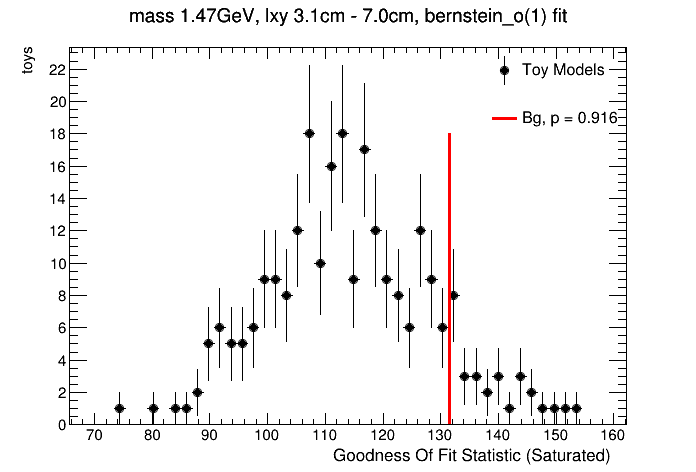 mass 1.47GeV, lxy 3.1cm - 7.0cm, bernstein_o(1) fit
toys
Toy Models
Bg, p = 0.916
22
20
18
16
14
12
10
8
6
4
2
0
70 80 90 100 110 120 130 140 150 160
Goodness Of Fit Statistic (Saturated)